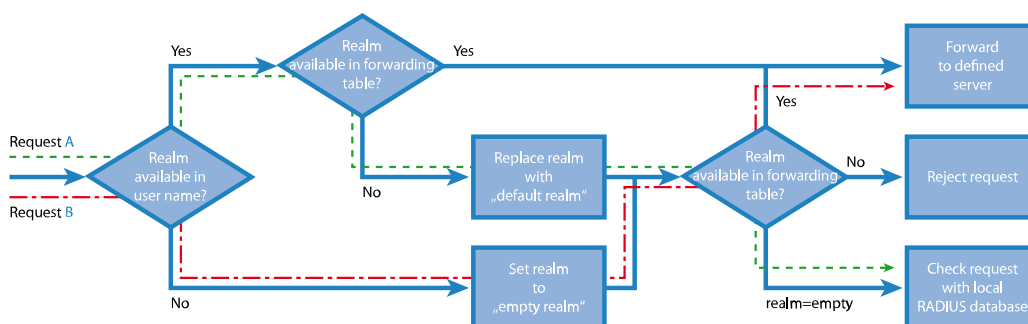 Request A
Request B
Realm
available in
user name?
Yes
No
Realm
available in forwarding
table?
Yes
No
Replace realm
with
„default realm“
Set realm
to
„empty realm“
Realm
available in forwarding
table?
Yes
No
realm=empty
Forward
to defined
server
Reject request
Check request
with local
RADIUS database